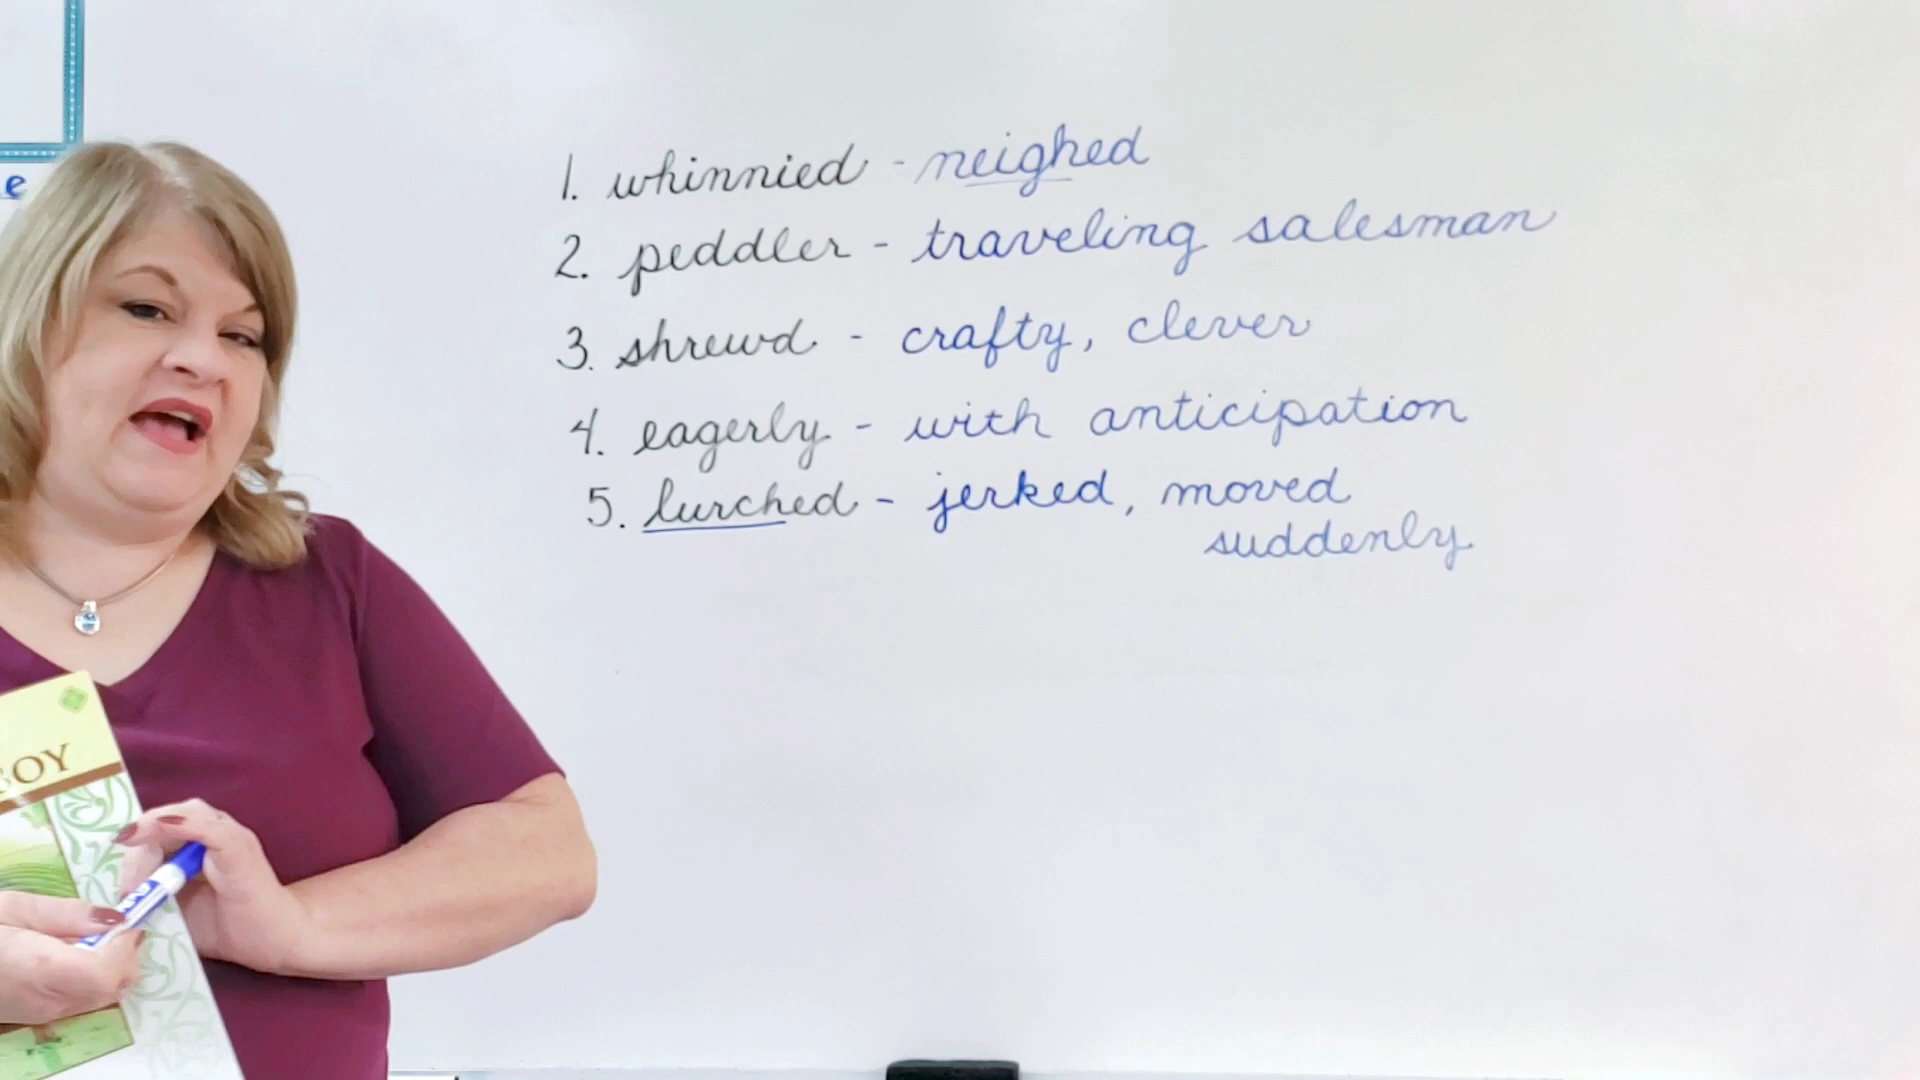 1. whinnied - neighed
2. peddler - traveling salesman
3. shrewd - crafty, clever
4. eagerly - with anticipation
5. lurched - jerked, moved
suddenly
e